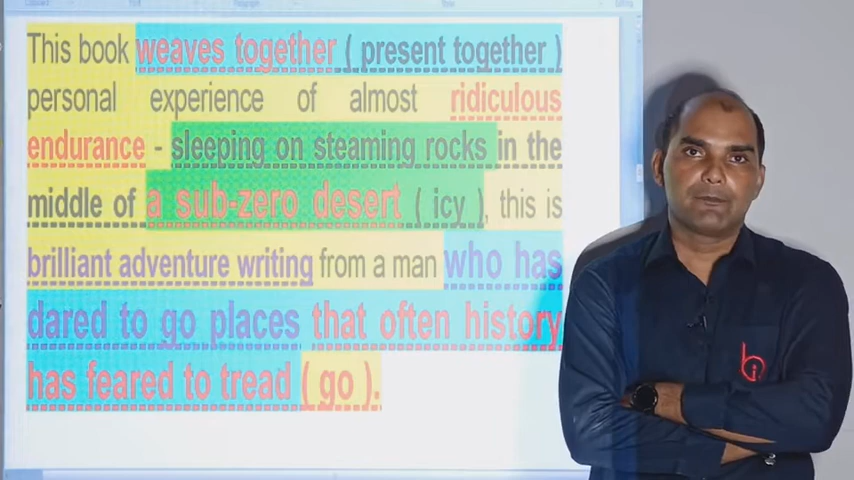 This book weaves together ( present together )
personal experience of almost ridiculous
endurance - sleeping on steaming rocks in the
middle of a sub-zero desert ( icy ), this is
brilliant adventure writing from a man who has
dared to go places that often history
has feared to tread ( go ).